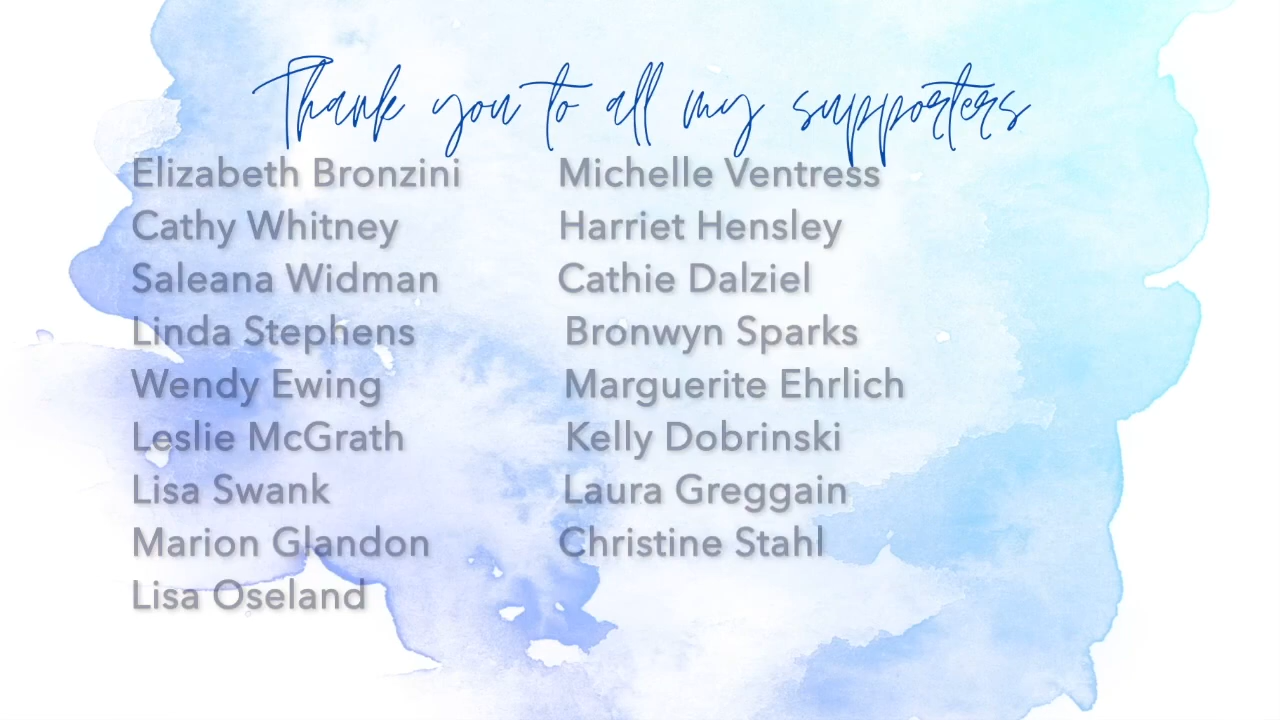 Thank you to all my supporters
Elizabeth Bronzini
Cathy Whitney
Saleana Widman
Linda Stephens
Wendy Ewing
Leslie McGrath
Lisa Swank
Marion Glandon
Lisa Oseland
Michelle Ventress
Harriet Hensley
Cathie Dalziel
Bronwyn Sparks
Marguerite Ehrlich
Kelly Dobrinski
Laura Greggain
Christine Stahl